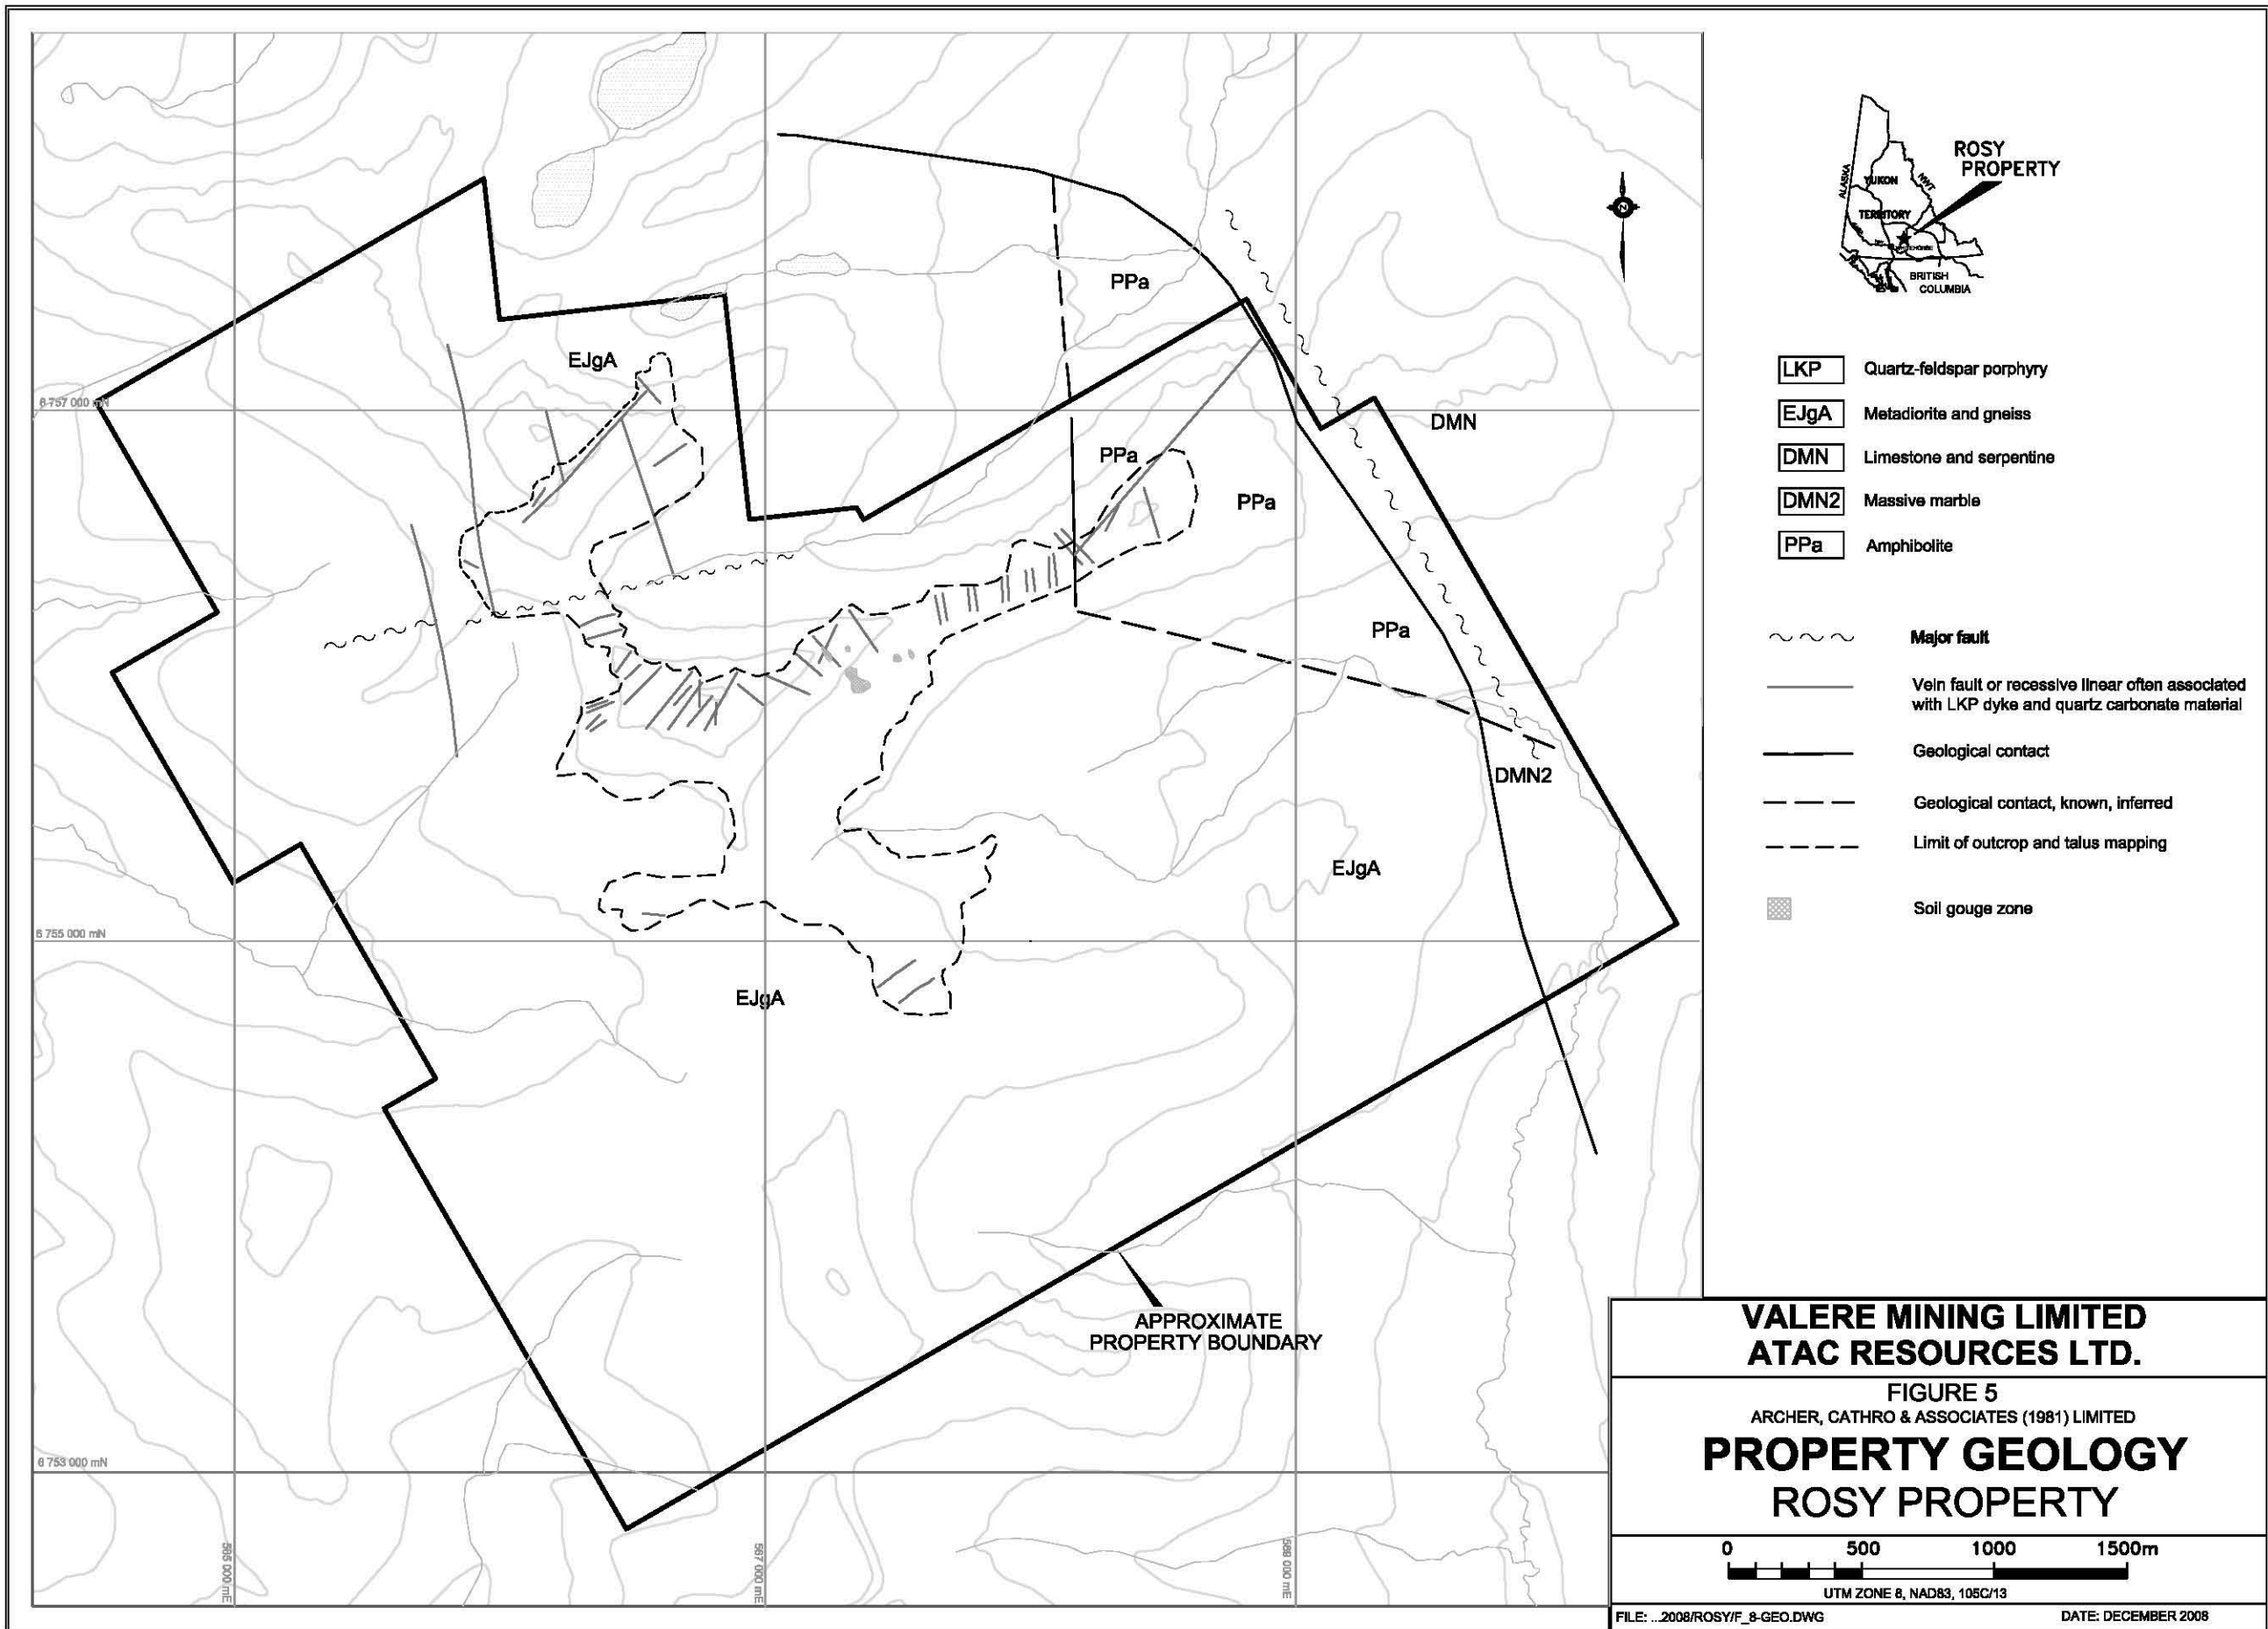 EJgA
PPa
DMN
PPa
PPa
PPa
DMN2
EJgA
EJgA
6 757 000 mN
6 755 000 mN
6 753 000 mN
585 000 mE
587 000 mE
589 000 mE
N
APPROXIMATE
PROPERTY BOUNDARY
ROSY
PROPERTY
ALASKA
YUKON
NWT
TERRITORY
BRITISH
COLUMBIA
LKP Quartz-feldspar porphyry
EJgA Metadiorite and gneiss
DMN Limestone and serpentine
DMN2 Massive marble
PPa Amphibolite
Major fault
Vein fault or recessive linear often associated
with LKP dyke and quartz carbonate material
Geological contact
Geological contact, known, inferred
Limit of outcrop and talus mapping
Soil gouge zone
VALERE MINING LIMITED
ATAC RESOURCES LTD.
FIGURE 5
ARCHER, CATHRO & ASSOCIATES (1981) LIMITED
PROPERTY GEOLOGY
ROSY PROPERTY
0 500 1000 1500m
UTM ZONE 8, NAD83, 105C/13
FILE: ...2008/ROSY/F_8-GEO.DWG
DATE: DECEMBER 2008